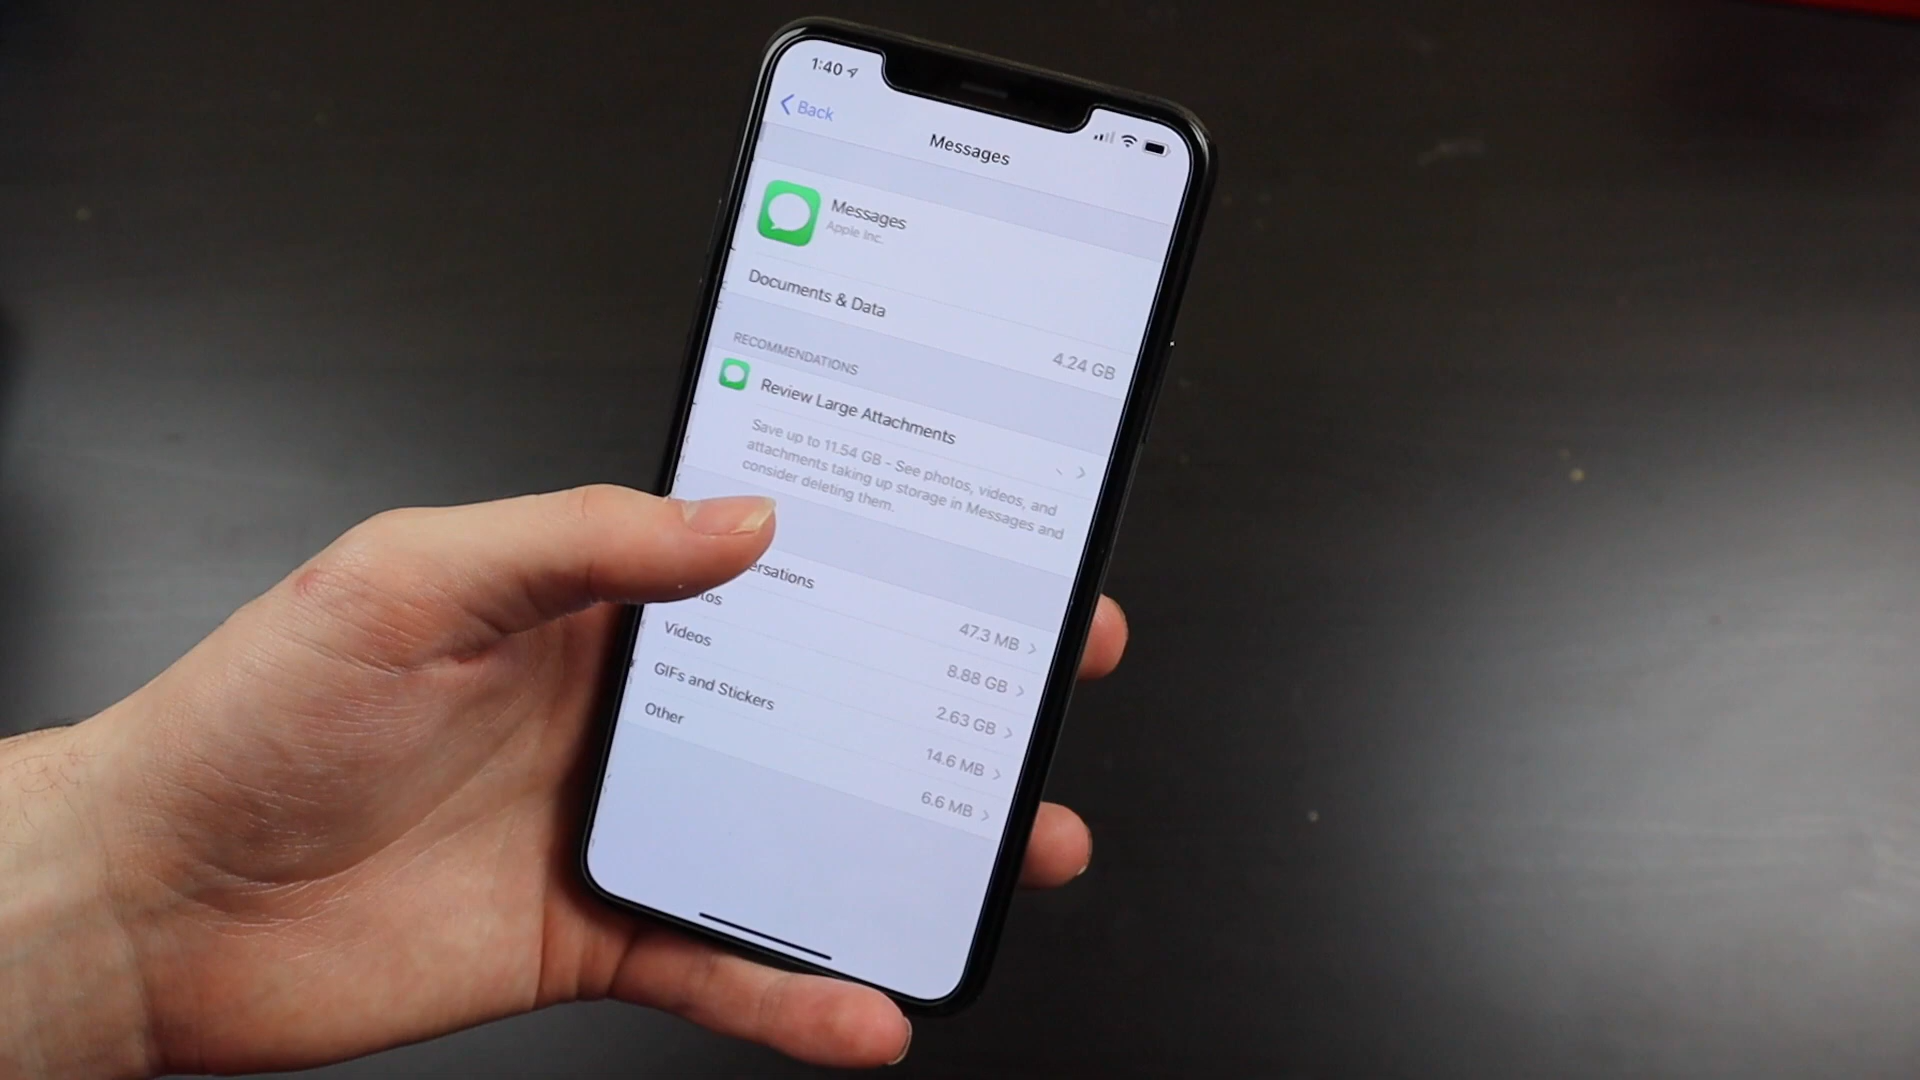 1:40
Back
Messages
Messages
Apple Inc.
Documents & Data
4.24 GB
RECOMMENDATIONS
Review Large Attachments
Save up to 11.54 GB - See photos, videos, and
attachments taking up storage in Messages and
consider deleting them.
ersations
47.3 MB
tos
8.88 GB
Videos
2.63 GB
GIFs and Stickers
14.6 MB
Other
6.6 MB